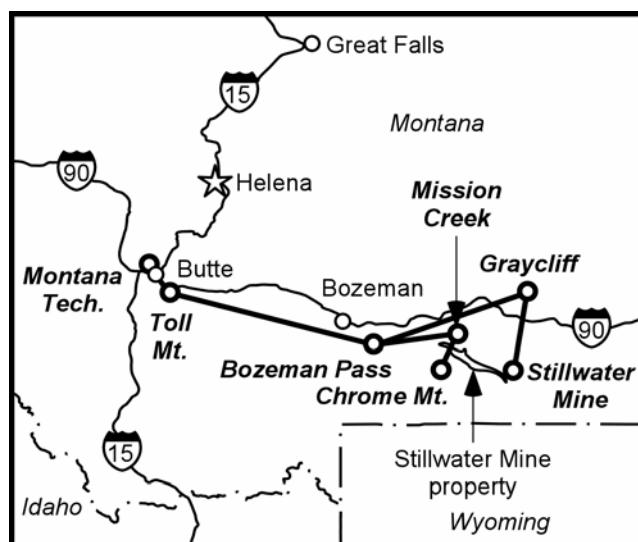 Great Falls
15
Montana
90
Helena
Mission
Creek
Graycliff
Montana
Tech.
Butte
Bozeman
Toll
Mt.
90
Bozeman Pass
Chrome Mt.
Stillwater
Mine
15
Stillwater Mine
property
Idaho
Wyoming